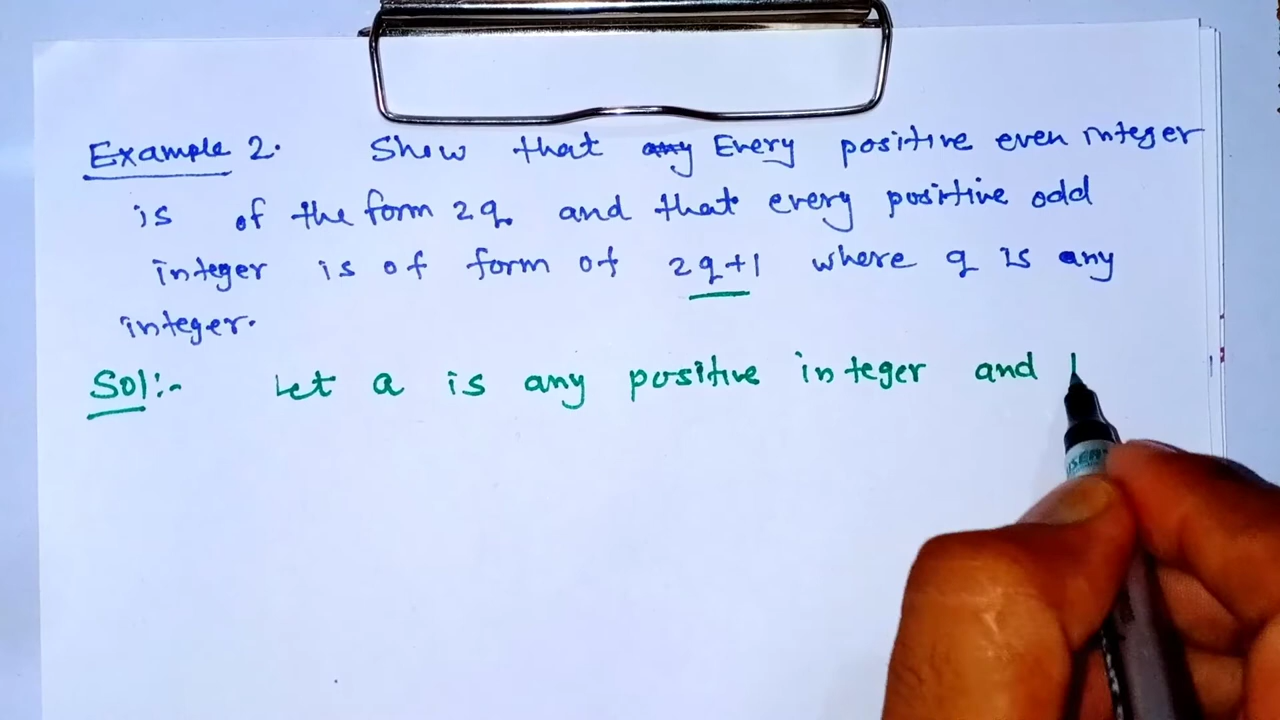 Example 2. Show that any Every positive even integer
is of the form 2q and that every positive odd
integer is of form of 2q+1 where q is any
integer.
Sol:- Let a is any positive integer and